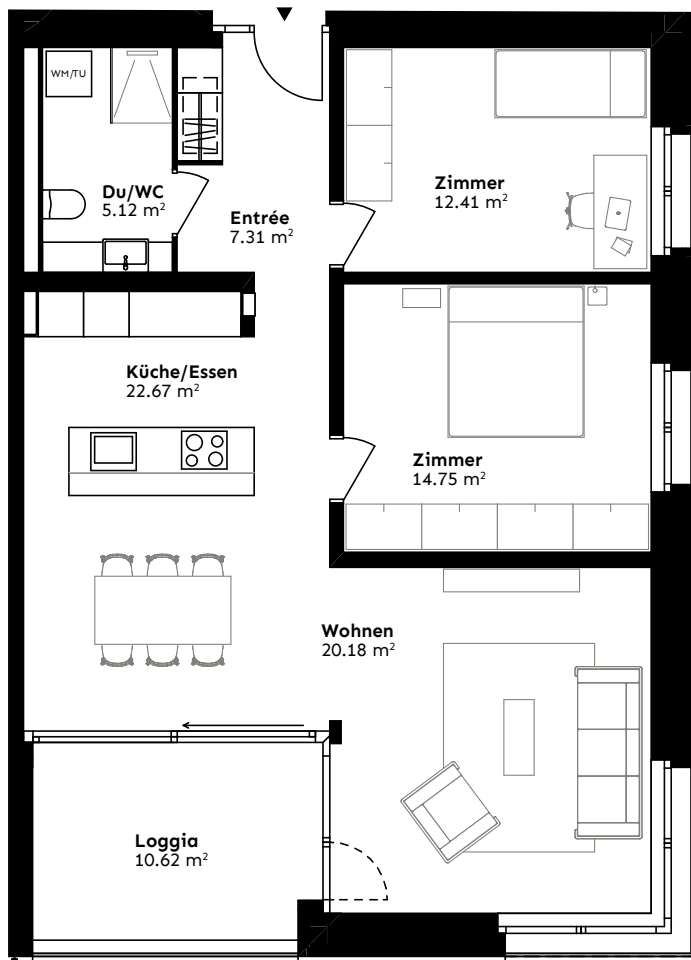 WM/TU
Du/WC
5.12 m²
Entrée
7.31 m²
Zimmer
12.41 m²
Küche/Essen
22.67 m²
Zimmer
14.75 m²
Wohnen
20.18 m²
Loggia
10.62 m²